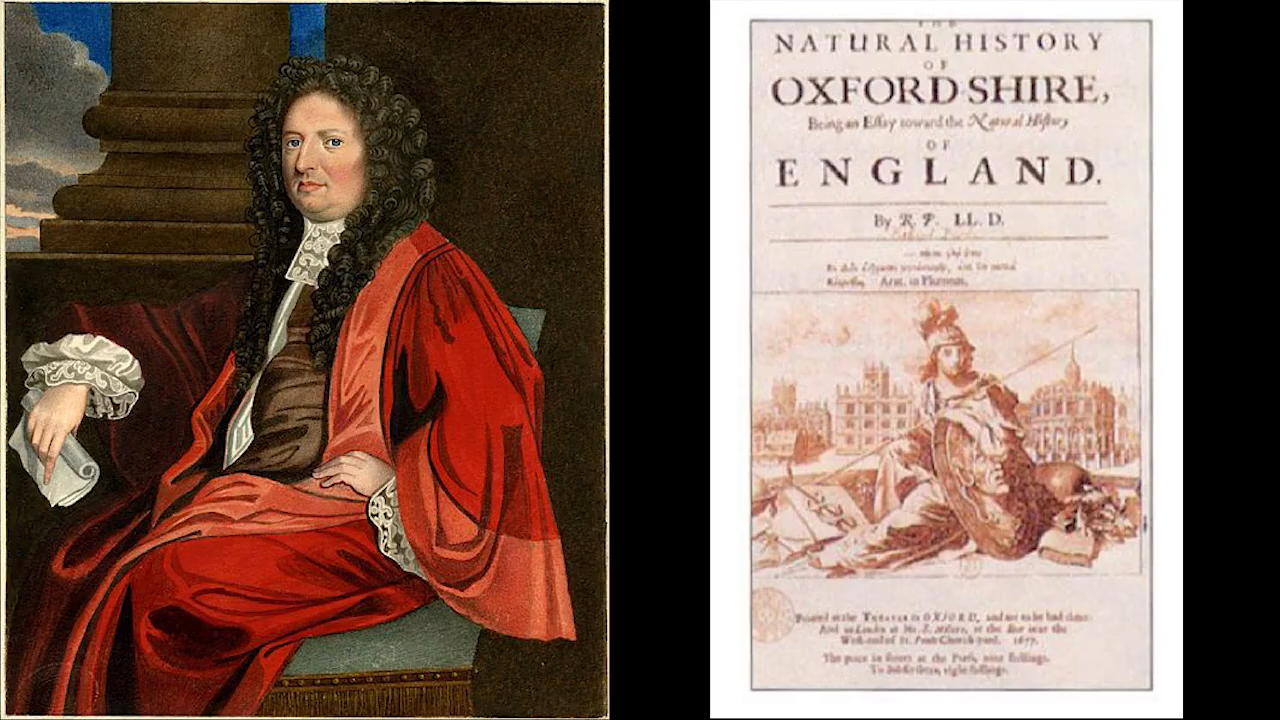 THE
NATURAL HISTORY
OF
OXFORD-SHIRE,
Being an Essay toward the Natural History
OF
ENGLAND.
By R. P. LL. D.
Arat. in Phænom.
Printed at the THEATER in OXFORD, and are to be had there:
And in London at Mr. S. Millers, at the Star near the
West-end of St. Pauls Church-yard. 1677.
The price in sheets at the Press, nine shillings.
To Subscribers, eight shillings.